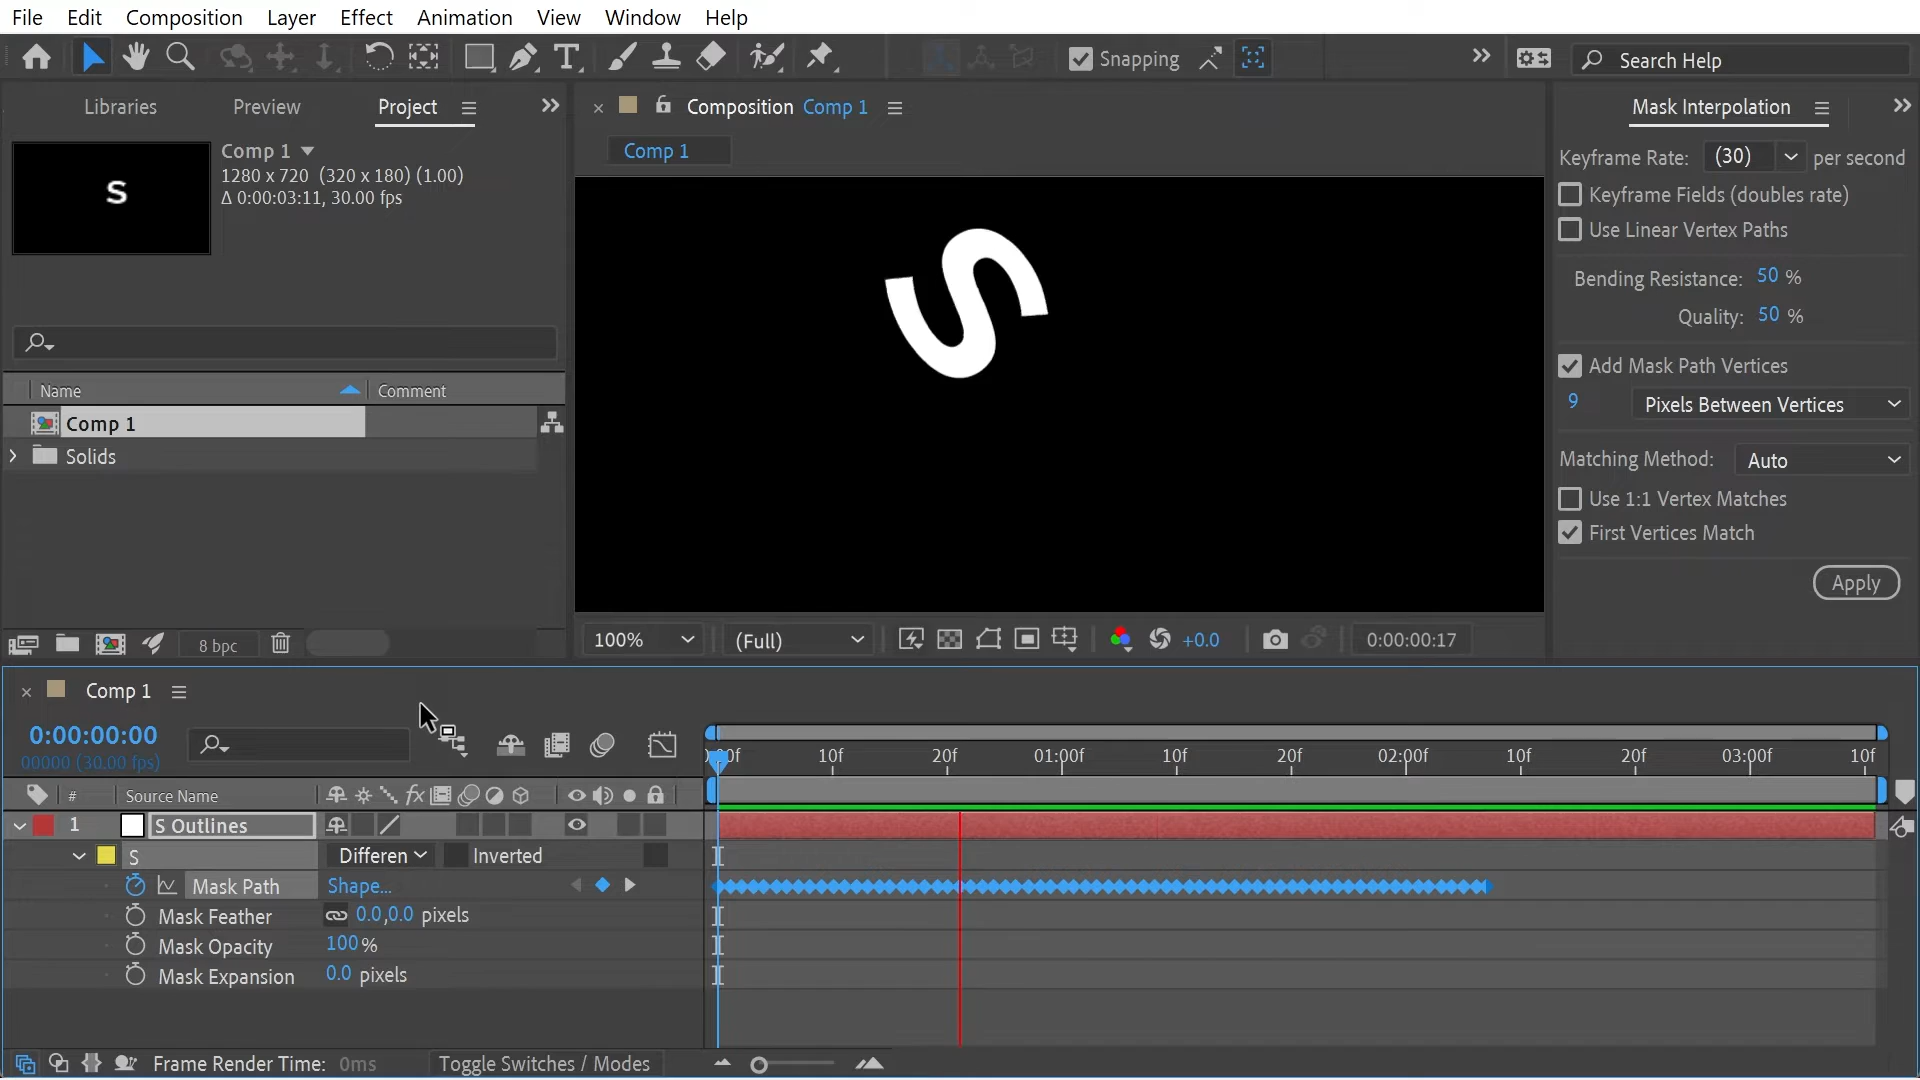 File Edit Composition Layer Effect Animation View Window Help
Snapping
Search Help
Libraries Preview Project
Comp 1
1280 x 720 (320 x 180) (1.00)
Δ 0:00:03:11, 30.00 fps
S
Name Comment
Comp 1
Solids
8 bpc
Composition Comp 1
Comp 1
S
100% (Full) +0.0 0:00:00:17
Mask Interpolation
Keyframe Rate: (30) per second
Keyframe Fields (doubles rate)
Use Linear Vertex Paths
Bending Resistance: 50 %
Quality: 50 %
Add Mask Path Vertices
9 Pixels Between Vertices
Matching Method: Auto
Use 1:1 Vertex Matches
First Vertices Match
Apply
Comp 1
0:00:00:00
00000 (30.00 fps)
10f 20f 01:00f 10f 20f 02:00f 10f 20f 03:00f 10f
# Source Name fx
1 S Outlines
S Differen Inverted
Mask Path Shape...
Mask Feather 0.0,0.0 pixels
Mask Opacity 100%
Mask Expansion 0.0 pixels
Frame Render Time: 0ms Toggle Switches / Modes